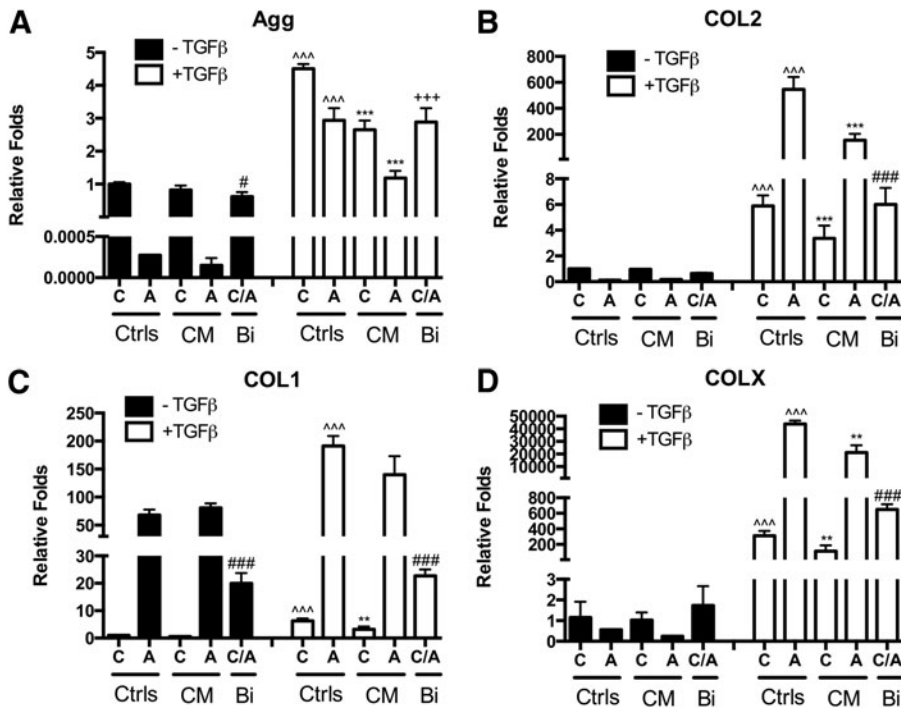 A
Agg
- TGFβ
+TGFβ
Relative Folds
5
4
3
2
1
0.0005
0.0000
^^^
^^^
***
***
+++
#
C A C A C/A C A C A C/A
Ctrls CM Bi Ctrls CM Bi
B
COL2
- TGFβ
+TGFβ
Relative Folds
800
600
400
200
6
4
2
0
^^^
^^^
***
***
###
C A C A C/A C A C A C/A
Ctrls CM Bi Ctrls CM Bi
C
COL1
- TGFβ
+TGFβ
Relative Folds
250
200
150
100
50
30
20
10
0
###
^^^
^^^
**
###
C A C A C/A C A C A C/A
Ctrls CM Bi Ctrls CM Bi
D
COLX
- TGFβ
+TGFβ
Relative Folds
50000
40000
30000
20000
10000
800
600
400
200
2
1
0
^^^
^^^
**
**
###
C A C A C/A C A C A C/A
Ctrls CM Bi Ctrls CM Bi